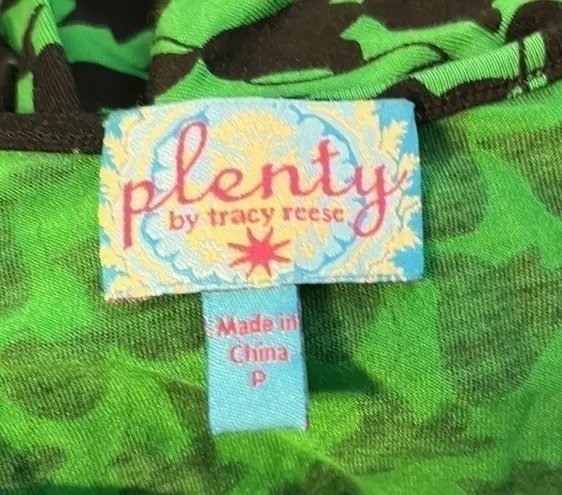 plenty
by tracy reese
Made in
China
P